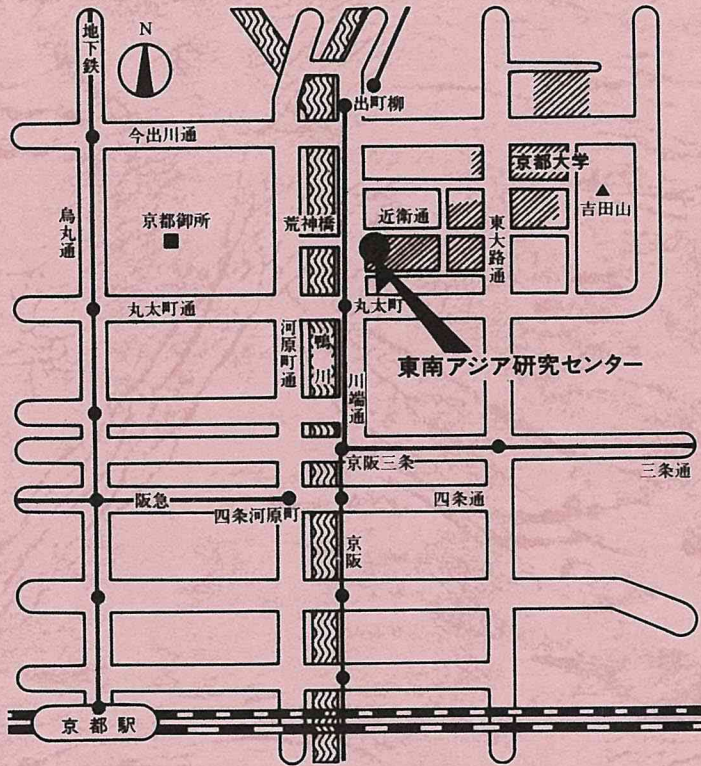 地下鉄
N
出町柳
今出川通
京都大学
烏丸通
京都御所
荒神橋
近衛通
東大路通
吉田山
丸太町通
丸太町
河原町通
鴨川
川端通
東南アジア研究センター
京阪三条
三条通
阪急
四条河原町
四条通
京阪
京都駅